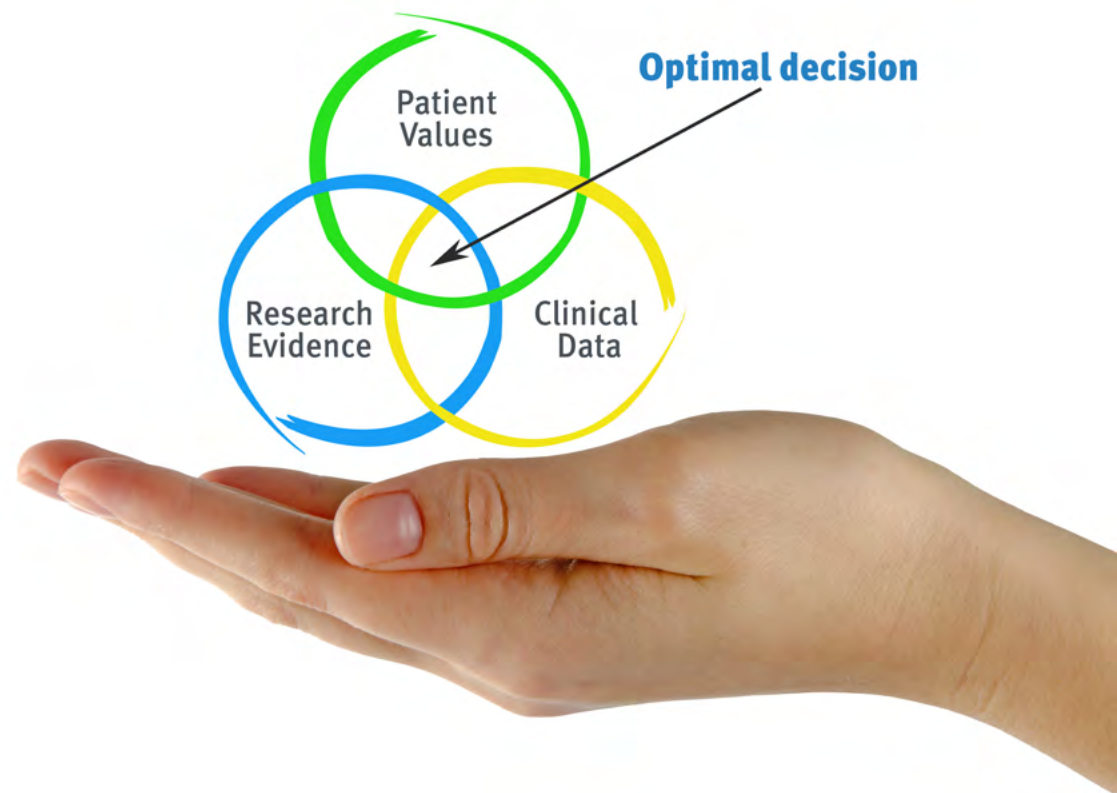 Optimal decision
Patient
Values
Research
Evidence
Clinical
Data